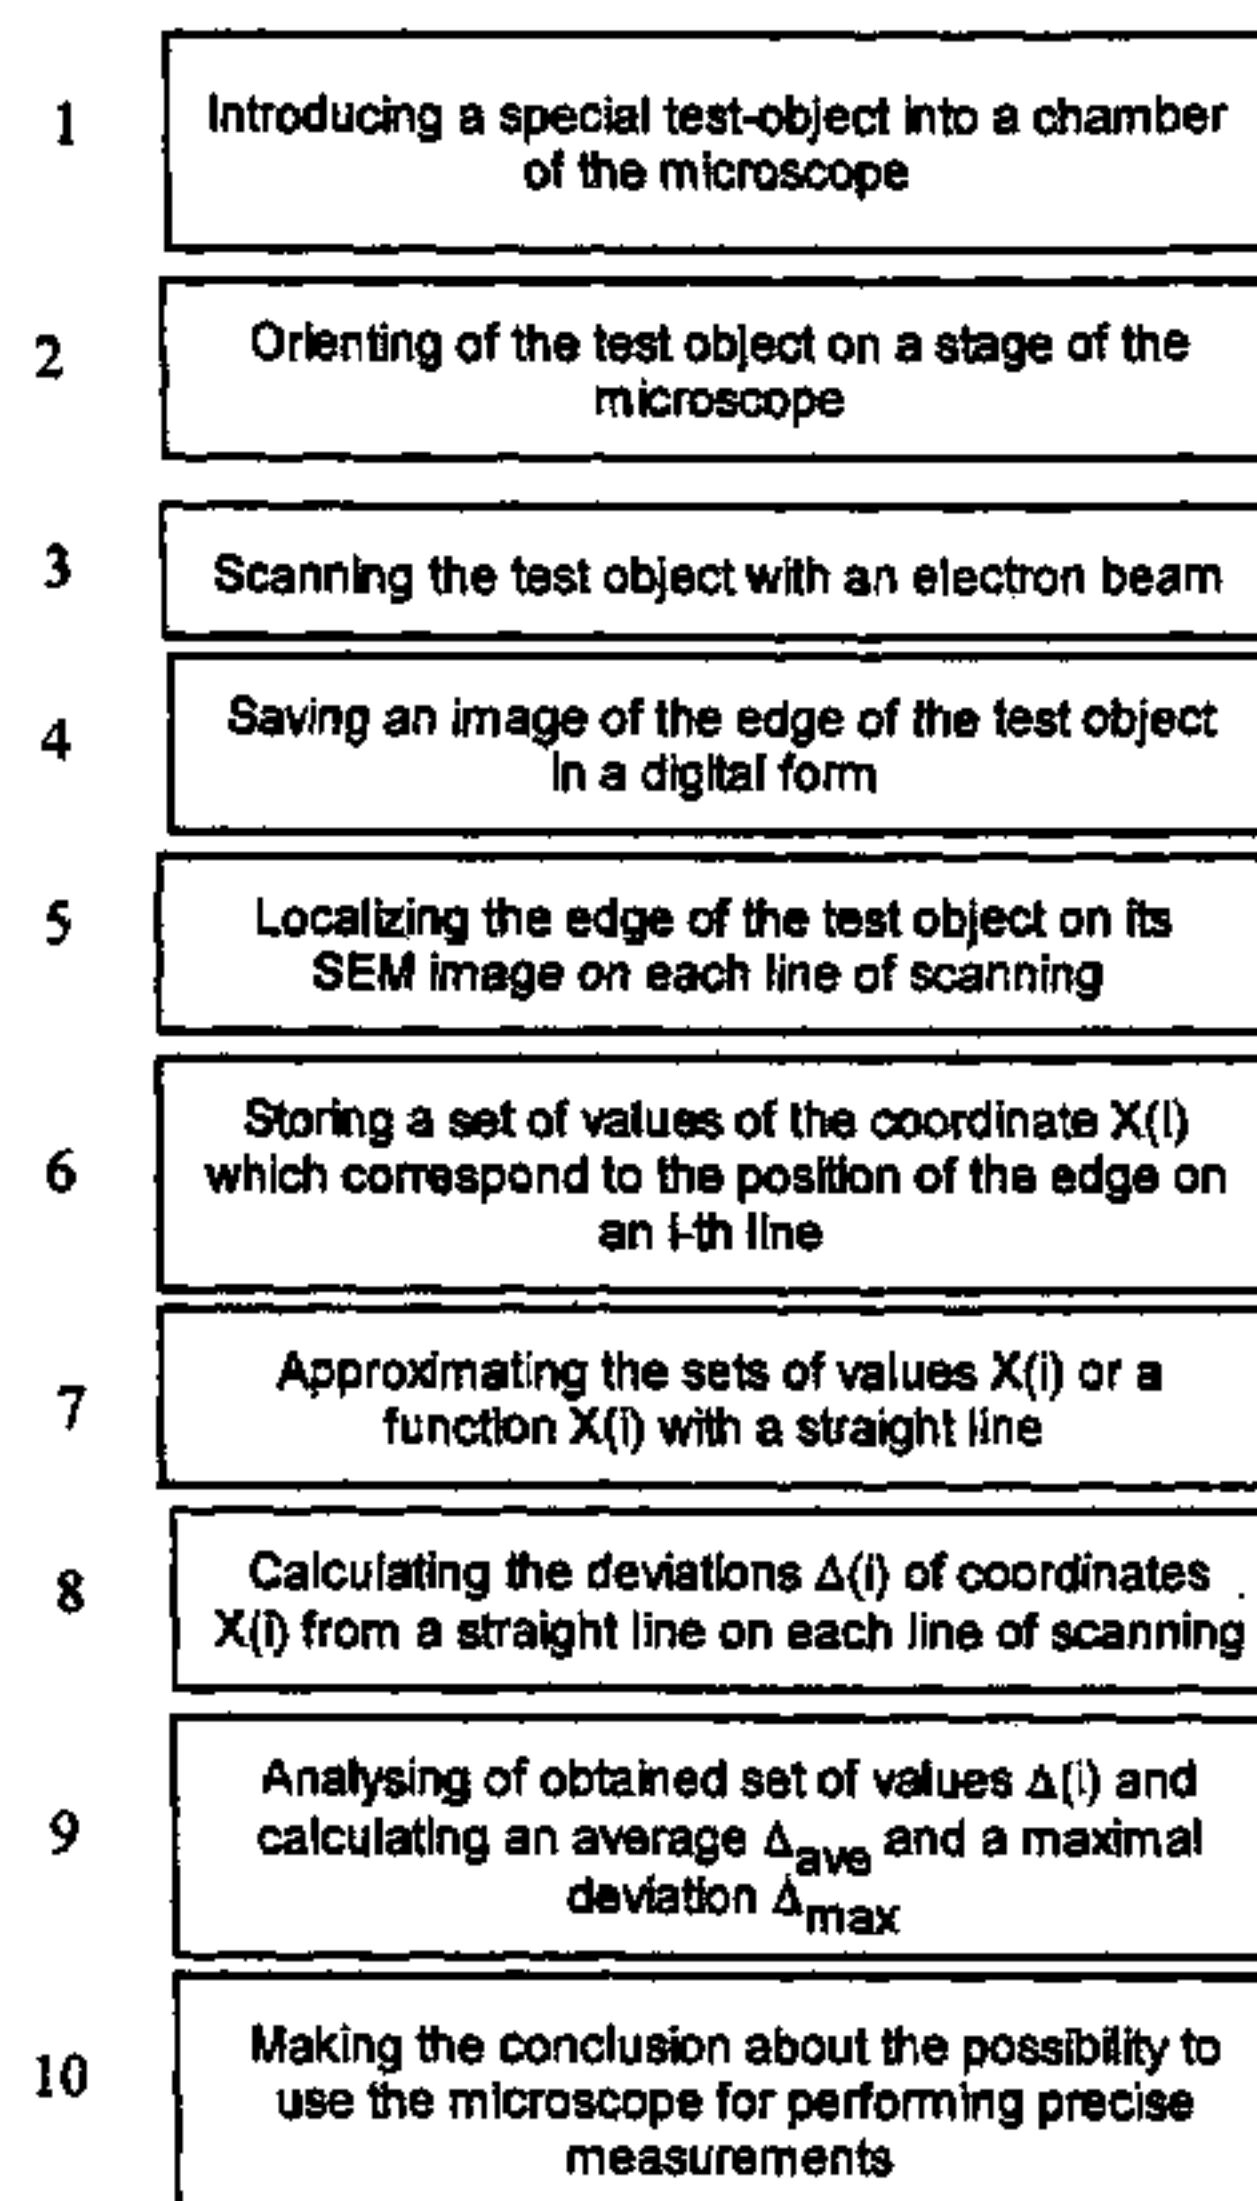 1 Introducing a special test-object into a chamber
of the microscope
2 Orienting of the test object on a stage of the
microscope
3 Scanning the test object with an electron beam
4 Saving an image of the edge of the test object
in a digital form
5 Localizing the edge of the test object on its
SEM image on each line of scanning
6 Storing a set of values of the coordinate X(i)
which correspond to the position of the edge on
an i-th line
7 Approximating the sets of values X(i) or a
function X(i) with a straight line
8 Calculating the deviations Δ(i) of coordinates
X(i) from a straight line on each line of scanning
9 Analysing of obtained set of values Δ(i) and
calculating an average Δave and a maximal
deviation Δmax
10 Making the conclusion about the possibility to
use the microscope for performing precise
measurements